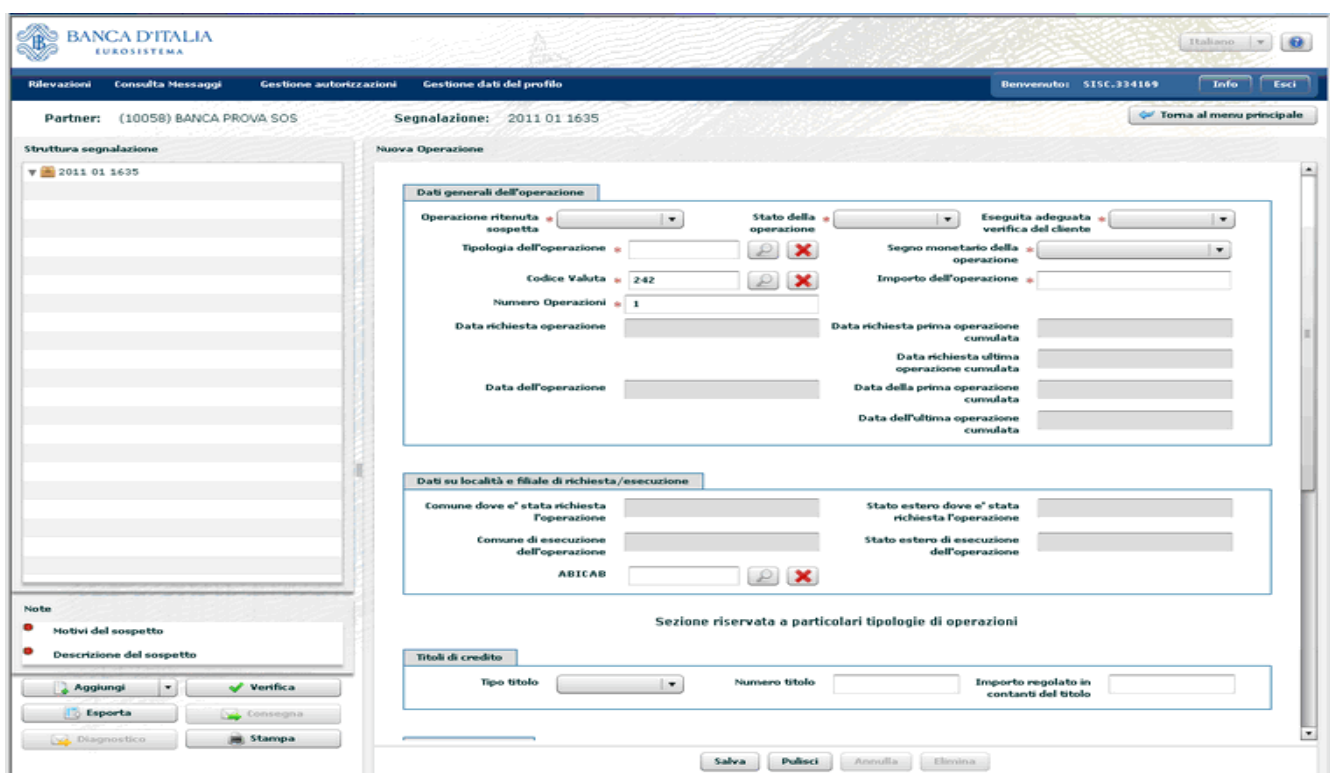 BANCA D'ITALIA
EUROSISTEMA
Italiano
Rilevazioni Consulta Messaggi Gestione autorizzazioni Gestione dati del profilo Benvenuto: SISC.334169 Info Esci
Partner: (10058) BANCA PROVA SOS Segnalazione: 2011 01 1635 Torna al menu principale
Struttura segnalazione
2011 01 1635
Nuova Operazione
Dati generali dell'operazione
Operazione ritenuta * sospetta
Stato della * operazione
Eseguita adeguata * verifica del cliente
Tipologia dell'operazione *
Segno monetario della * operazione
Codice Valuta * 242
Importo dell'operazione *
Numero Operazioni * 1
Data richiesta operazione
Data richiesta prima operazione
cumulata
Data richiesta ultima
operazione cumulata
Data dell'operazione
Data della prima operazione
cumulata
Data dell'ultima operazione
cumulata
Dati su località e filiale di richiesta/esecuzione
Comune dove e' stata richiesta
l'operazione
Stato estero dove e' stata
richiesta l'operazione
Comune di esecuzione
dell'operazione
Stato estero di esecuzione
dell'operazione
ABICAB
Sezione riservata a particolari tipologie di operazioni
Titoli di credito
Tipo titolo
Numero titolo
Importo regolato in
contanti del titolo
Note
Motivi del sospetto
Descrizione del sospetto
Aggiungi Verifica
Esporta Consegna
Diagnostico Stampa
Salva Pulisci Annulla Elimina